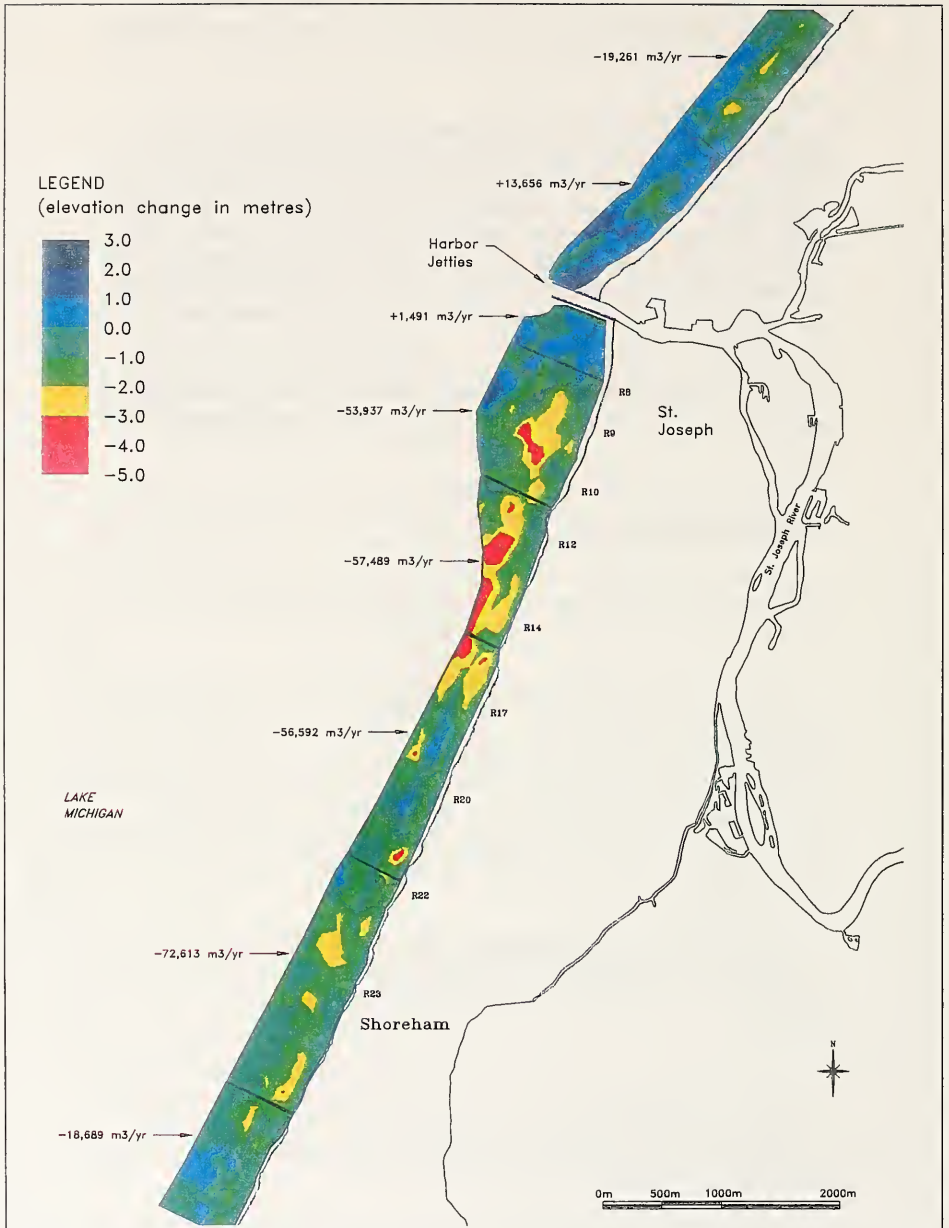 -19,261 m3/yr
LEGEND
(elevation change in metres)
3.0
2.0
1.0
0.0
-1.0
-2.0
-3.0
-4.0
-5.0
+13,656 m3/yr
Harbor
Jetties
+1,491 m3/yr
R8
-53,937 m3/yr
St.
Joseph
R9
R10
R12
St. Joseph River
-57,489 m3/yr
R14
R17
-56,592 m3/yr
LAKE
MICHIGAN
R20
R22
-72,613 m3/yr
R23
Shoreham
N
-18,689 m3/yr
0m 500m 1000m 2000m